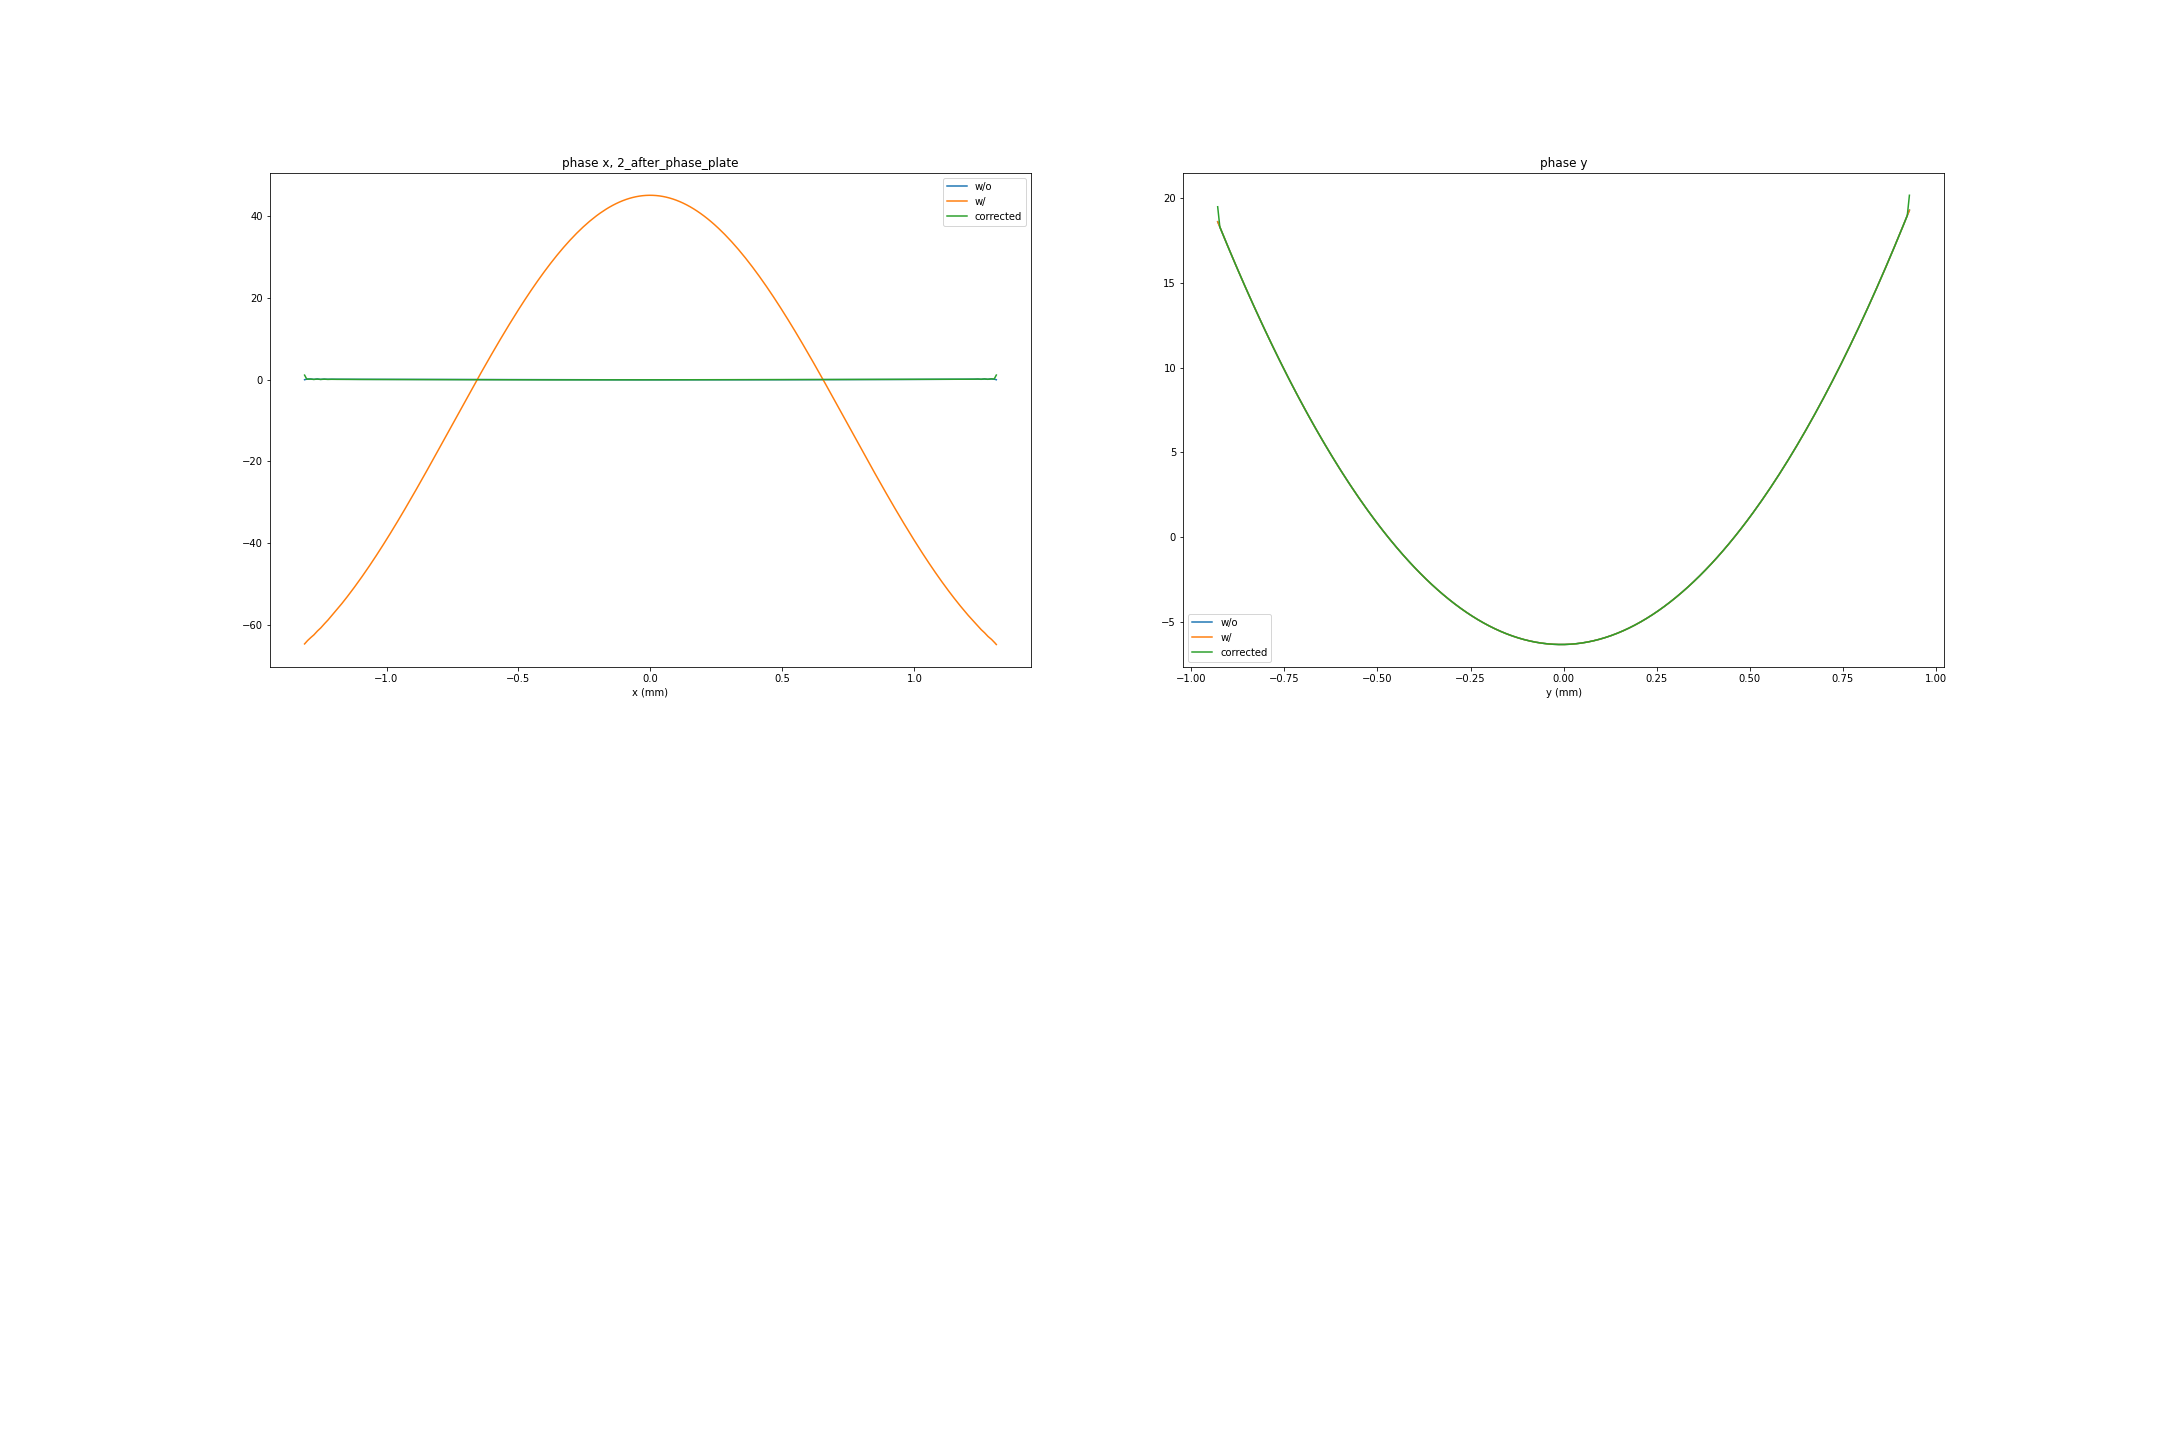 phase x, 2_after_phase_plate
w/o
w/
corrected
40
20
0
−20
−40
−60
−1.0
−0.5
0.0
0.5
1.0
x (mm)
phase y
20
15
10
5
0
−5
w/o
w/
corrected
−1.00
−0.75
−0.50
−0.25
0.00
0.25
0.50
0.75
1.00
y (mm)